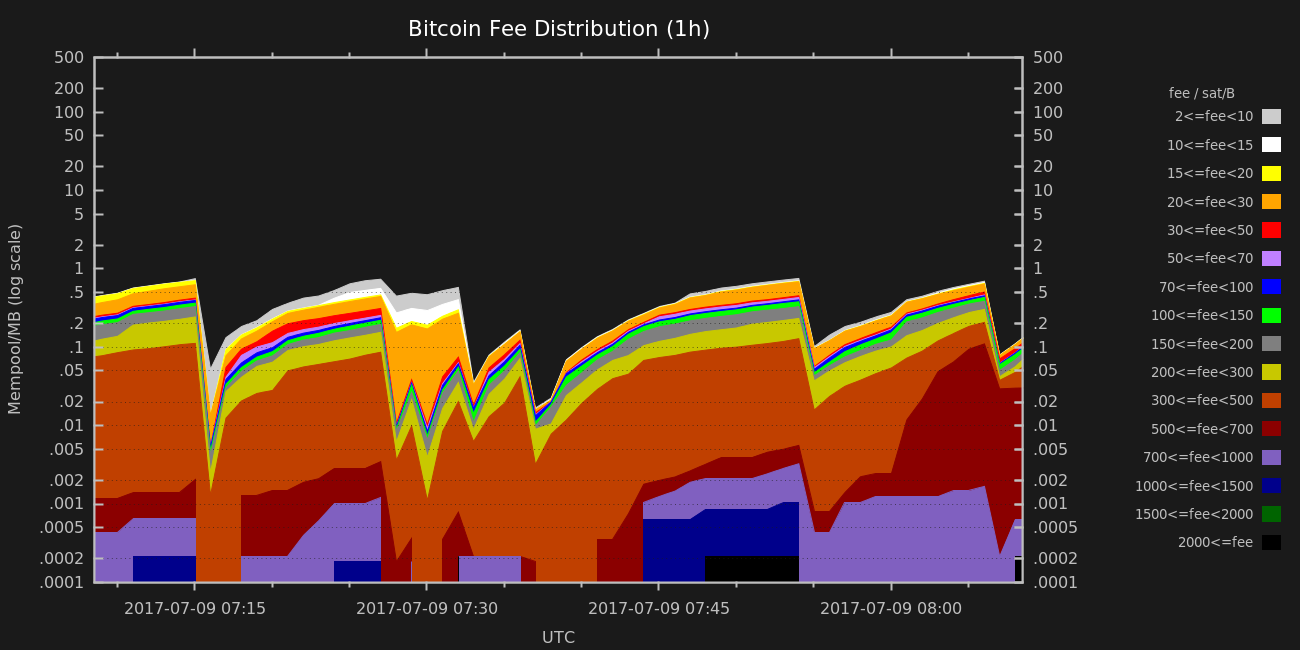 Bitcoin Fee Distribution (1h)
500 500
200 200
100 100
50 50
20 20
10 10
5 5
2 2
1 1
.5 .5
.2 .2
.1 .1
.05 .05
.02 .02
.01 .01
.005 .005
.002 .002
.001 .001
.0005 .0005
.0002 .0002
.0001 .0001
Mempool/MB (log scale)
2017-07-09 07:15 2017-07-09 07:30 2017-07-09 07:45 2017-07-09 08:00
UTC
fee / sat/B
2<=fee<10
10<=fee<15
15<=fee<20
20<=fee<30
30<=fee<50
50<=fee<70
70<=fee<100
100<=fee<150
150<=fee<200
200<=fee<300
300<=fee<500
500<=fee<700
700<=fee<1000
1000<=fee<1500
1500<=fee<2000
2000<=fee